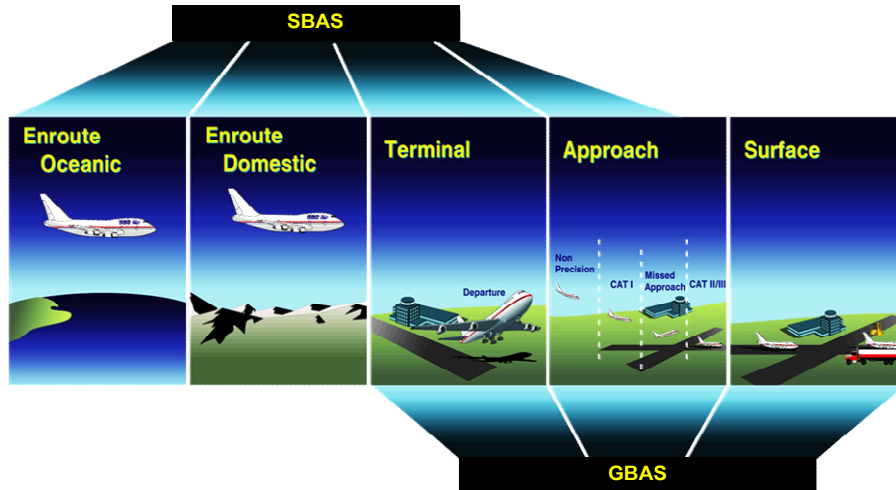 SBAS
Enroute
Oceanic
Enroute
Domestic
Terminal
Approach
Surface
Departure
Non
Precision
CAT I
Missed
Approach
CAT II/III
GBAS